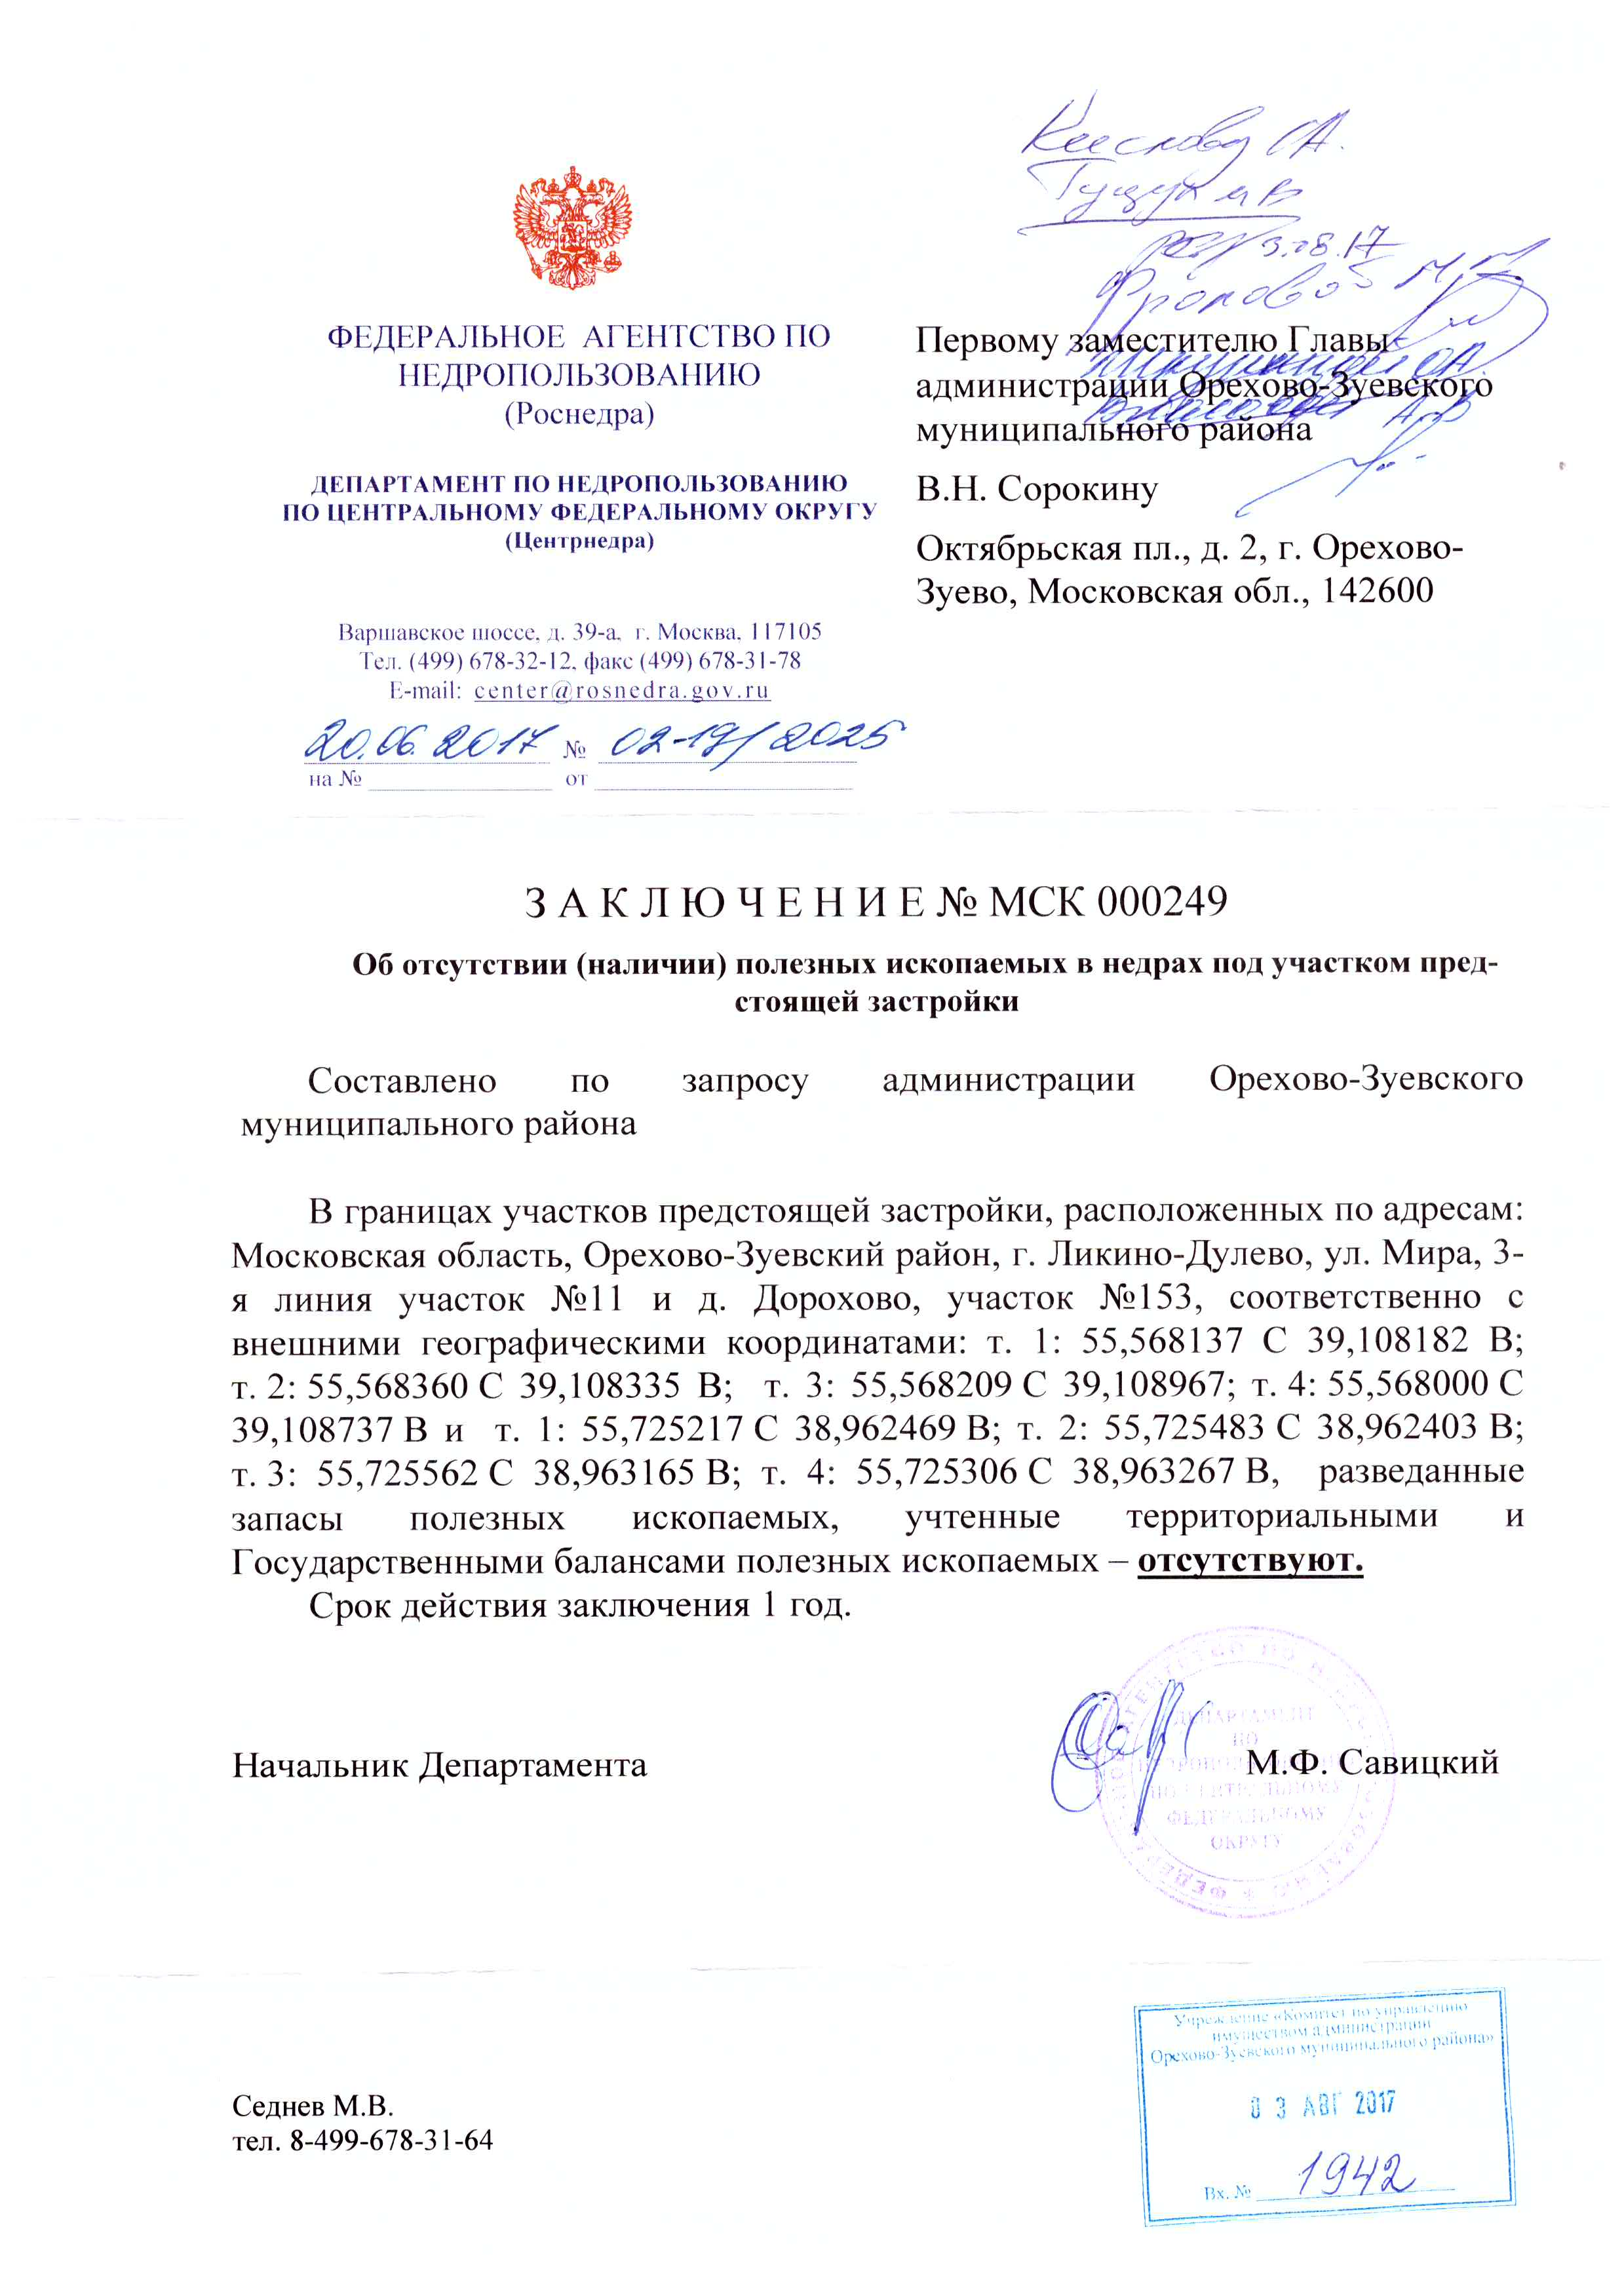 ФЕДЕРАЛЬНОЕ АГЕНТСТВО ПО
НЕДРОПОЛЬЗОВАНИЮ
(Роснедра)
ДЕПАРТАМЕНТ ПО НЕДРОПОЛЬЗОВАНИЮ
ПО ЦЕНТРАЛЬНОМУ ФЕДЕРАЛЬНОМУ ОКРУГУ
(Центрнедра)
Варшавское шоссе, д. 39-а, г. Москва, 117105
Тел. (499) 678-32-12, факс (499) 678-31-78
E-mail: center@rosnedra.gov.ru
20.06.2017 № 02-19/2025
на № от
3.08.17
Фроловой
Первому заместителю Главы
администрации Орехово-Зуевского
муниципального района
В.Н. Сорокину
Октябрьская пл., д. 2, г. Орехово-
Зуево, Московская обл., 142600
З А К Л Ю Ч Е Н И Е № МСК 000249
Об отсутствии (наличии) полезных ископаемых в недрах под участком пред-
стоящей застройки
Составлено по запросу администрации Орехово-Зуевского
муниципального района
В границах участков предстоящей застройки, расположенных по адресам:
Московская область, Орехово-Зуевский район, г. Ликино-Дулево, ул. Мира, 3-
я линия участок №11 и д. Дорохово, участок №153, соответственно с
внешними географическими координатами: т. 1: 55,568137 С 39,108182 В;
т. 2: 55,568360 С 39,108335 В; т. 3: 55,568209 С 39,108967; т. 4: 55,568000 С
39,108737 В и т. 1: 55,725217 С 38,962469 В; т. 2: 55,725483 С 38,962403 В;
т. 3: 55,725562 С 38,963165 В; т. 4: 55,725306 С 38,963267 В, разведанные
запасы полезных ископаемых, учтенные территориальными и
Государственными балансами полезных ископаемых – отсутствуют.
Срок действия заключения 1 год.
Начальник Департамента М.Ф. Савицкий
ДЕПАРТАМЕНТ
ПО
НЕДРОПОЛЬЗОВАНИЮ
ПО ЦЕНТРАЛЬНОМУ
ФЕДЕРАЛЬНОМУ
ОКРУГУ
Седнев М.В.
тел. 8-499-678-31-64
Учреждение «Комитет по управлению
имуществом администрации
Орехово-Зуевского муниципального района»
03 АВГ 2017
Вх. № 1942